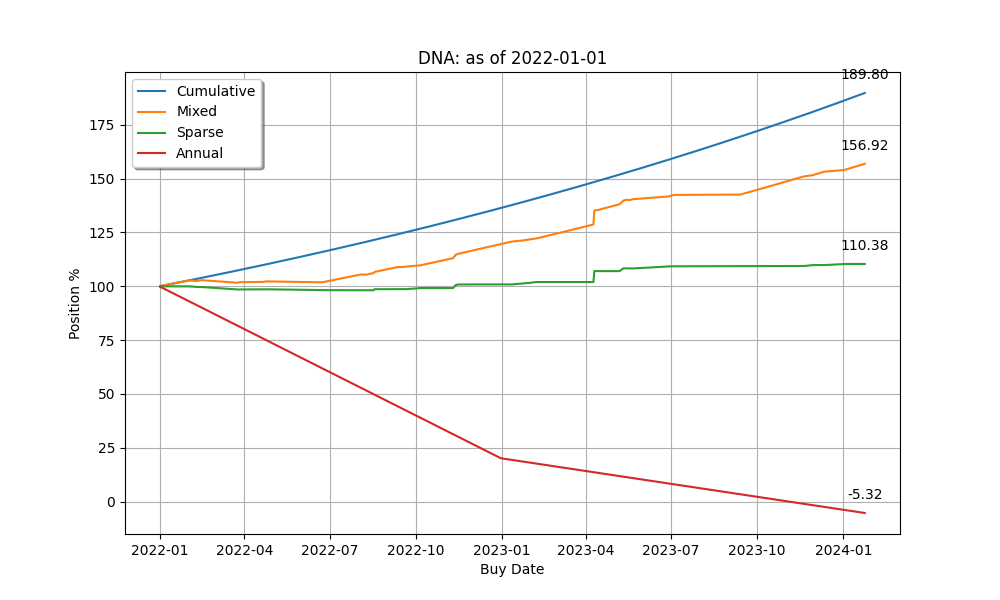 DNA: as of 2022-01-01
Cumulative
Mixed
Sparse
Annual
189.80
156.92
110.38
-5.32
175
150
125
100
75
50
25
0
Position %
2022-01 2022-04 2022-07 2022-10 2023-01 2023-04 2023-07 2023-10 2024-01
Buy Date